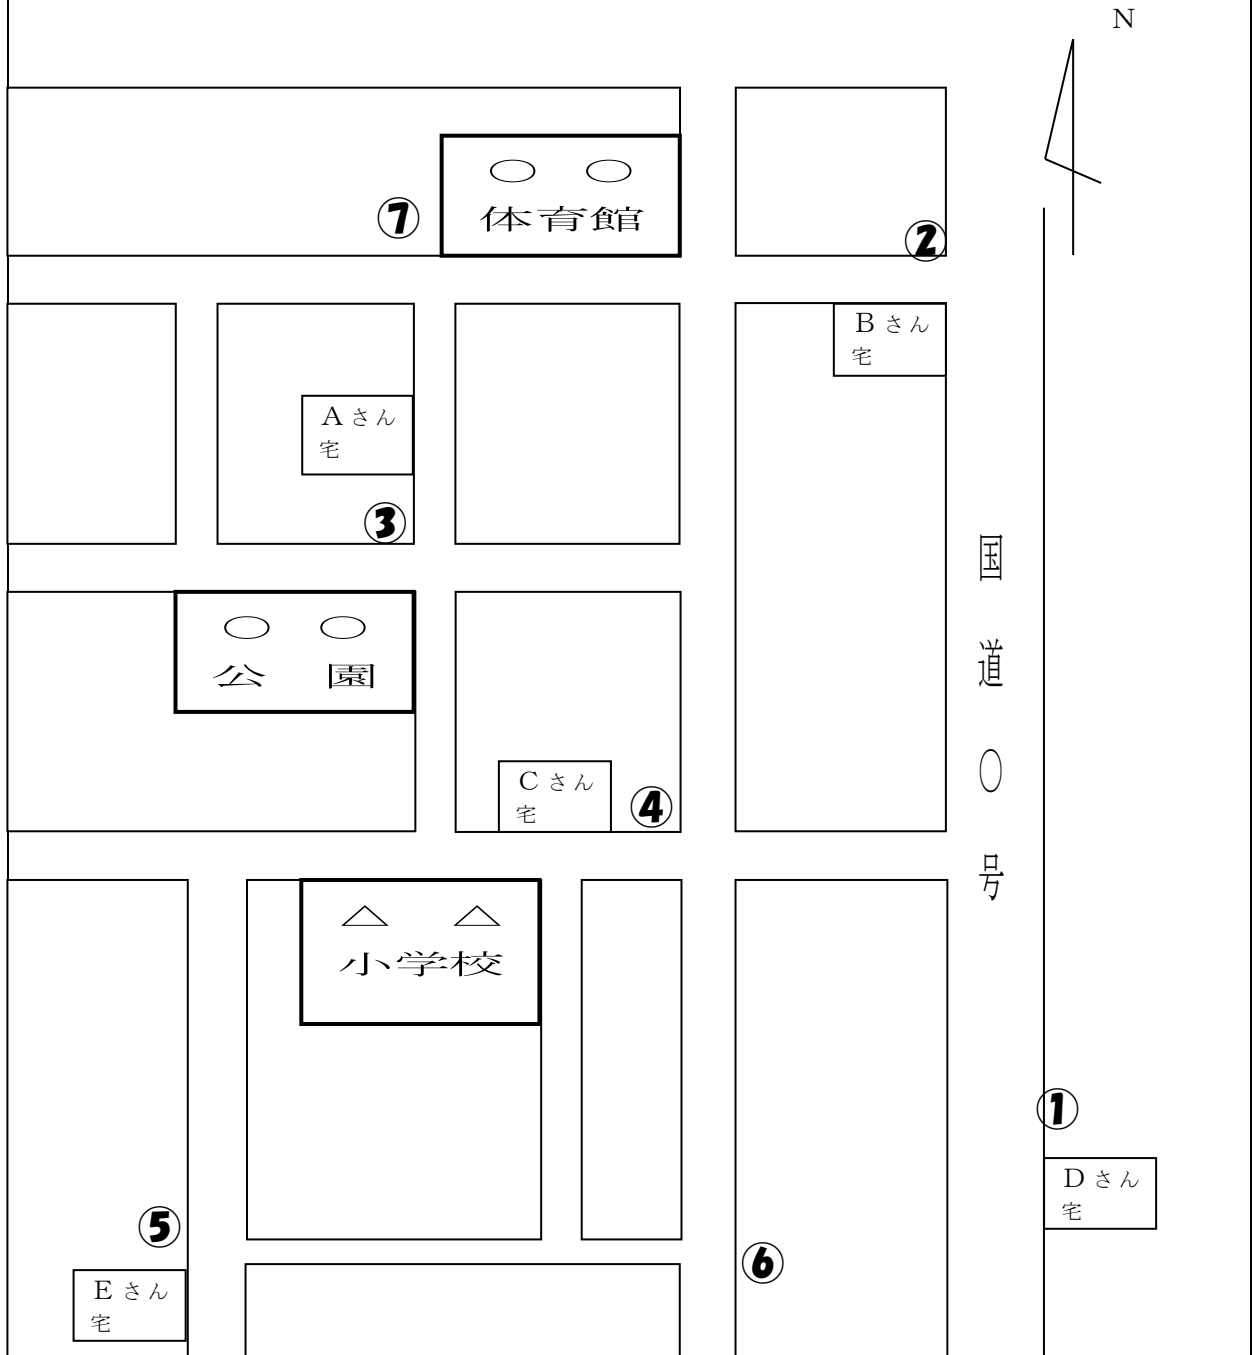 N
○ ○
体育館
⑦
②
Bさん
宅
Aさん
宅
③
国道○号
○ ○
公 園
Cさん
宅
④
△ △
小学校
①
Dさん
宅
⑤
⑥
Eさん
宅